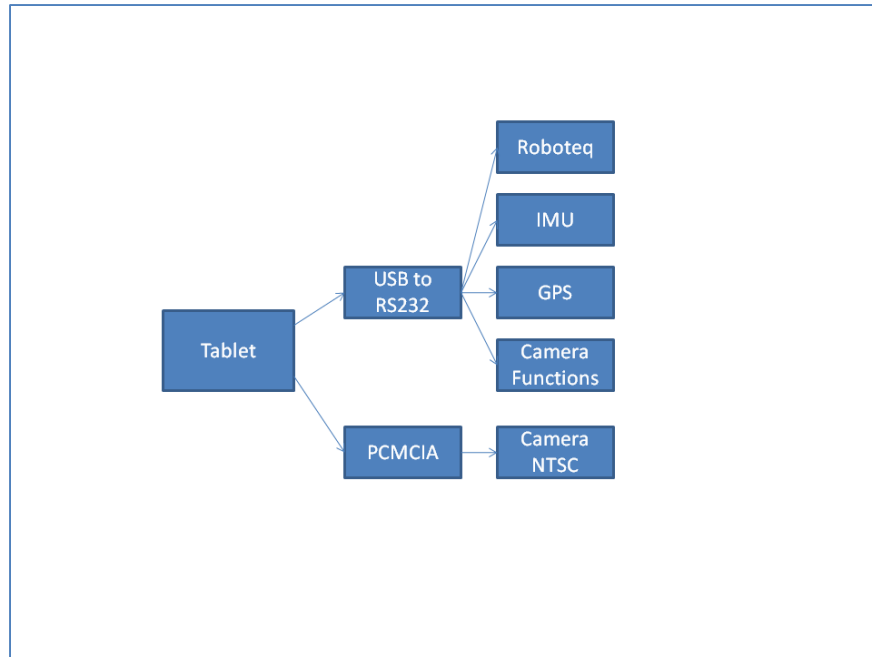 Roboteq
IMU
USB to
RS232
GPS
Tablet
Camera
Functions
PCMCIA
Camera
NTSC